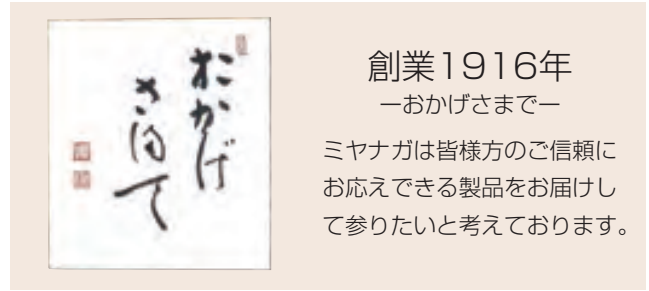 おかげ
さまで
創業1916年
ーおかげさまでー
ミヤナガは皆様方のご信頼に
お応えできる製品をお届けし
て参りたいと考えております。